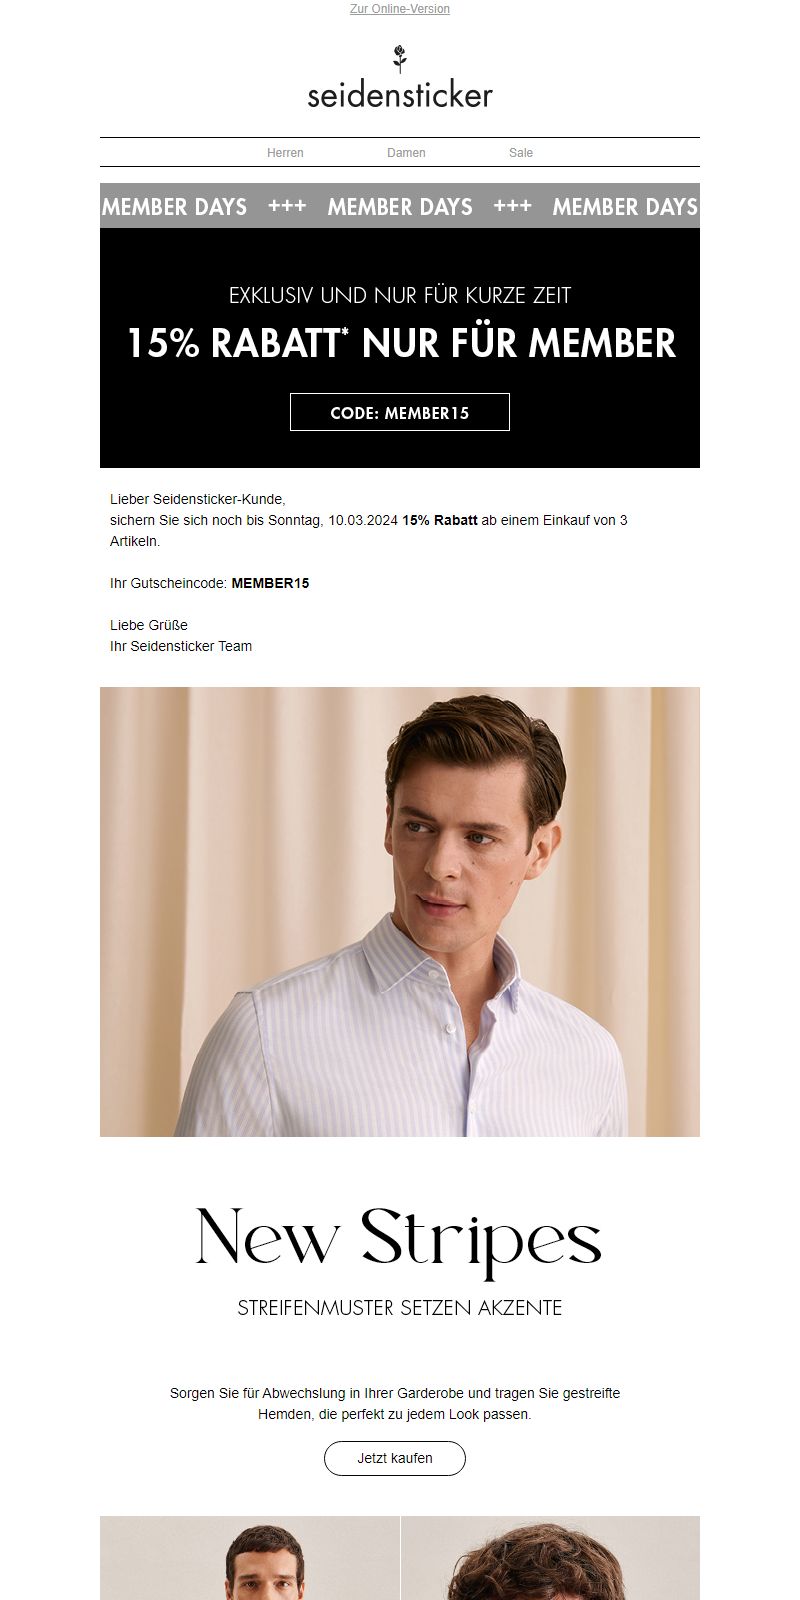 Zur Online-Version
seidensticker
Herren Damen Sale
MEMBER DAYS +++ MEMBER DAYS +++ MEMBER DAYS
EXKLUSIV UND NUR FÜR KURZE ZEIT
15% RABATT* NUR FÜR MEMBER
CODE: MEMBER15
Lieber Seidensticker-Kunde,
sichern Sie sich noch bis Sonntag, 10.03.2024 15% Rabatt ab einem Einkauf von 3
Artikeln.
Ihr Gutscheincode: MEMBER15
Liebe Grüße
Ihr Seidensticker Team
New Stripes
STREIFENMUSTER SETZEN AKZENTE
Sorgen Sie für Abwechslung in Ihrer Garderobe und tragen Sie gestreifte
Hemden, die perfekt zu jedem Look passen.
Jetzt kaufen